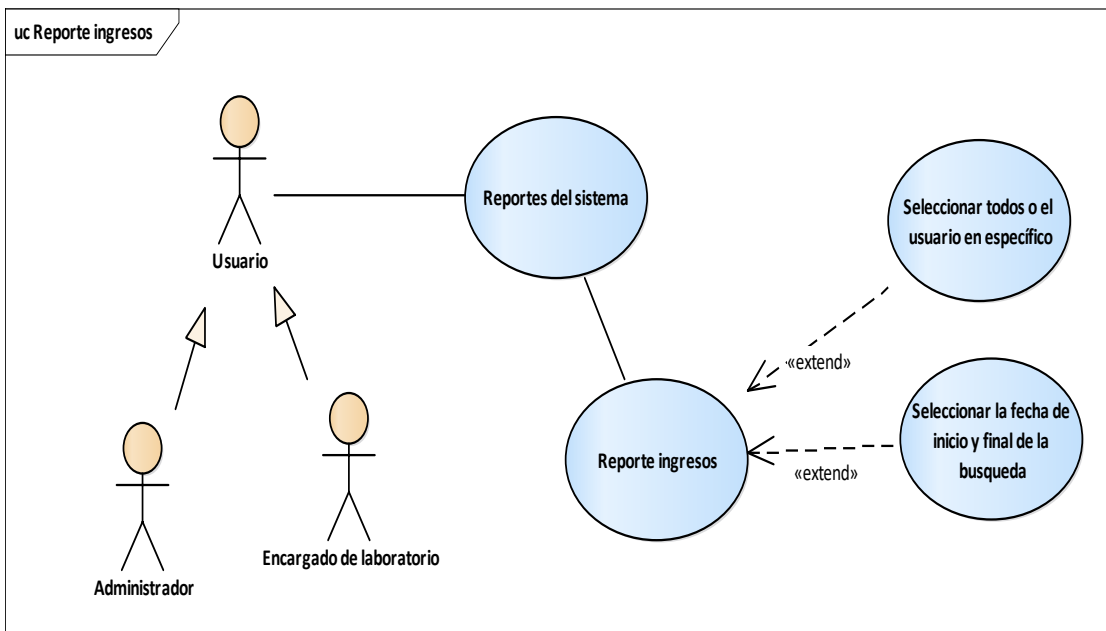 uc Reporte ingresos
Usuario
Reportes del sistema
Seleccionar todos o el
usuario en específico
«extend»
Seleccionar la fecha de
inicio y final de la
busqueda
«extend»
Reporte ingresos
Encargado de laboratorio
Administrador